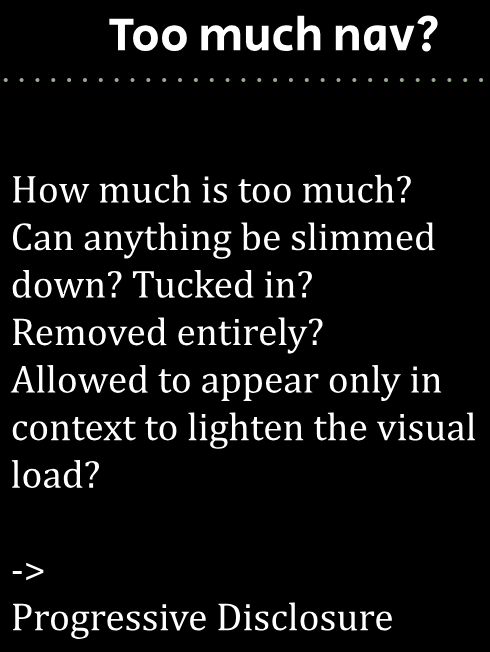 Too much nav?
How much is too much?
Can anything be slimmed
down? Tucked in?
Removed entirely?
Allowed to appear only in
context to lighten the visual
load?
->
Progressive Disclosure